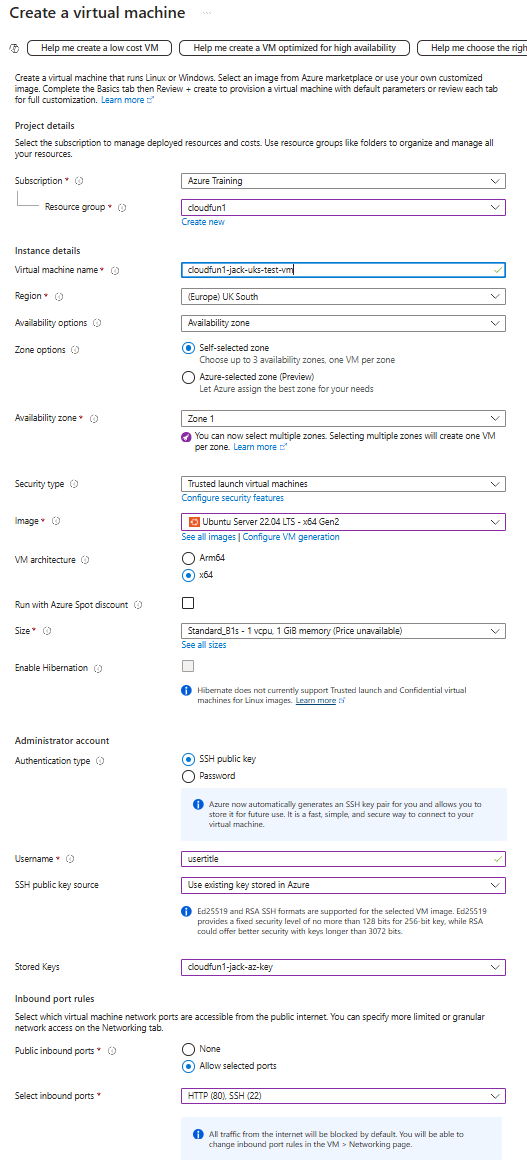 Create a virtual machine ...
Help me create a low cost VM
Help me create a VM optimized for high availability
Help me choose the righ
Create a virtual machine that runs Linux or Windows. Select an image from Azure marketplace or use your own customized
image. Complete the Basics tab then Review + create to provision a virtual machine with default parameters or review each tab
for full customization. Learn more
Project details
Select the subscription to manage deployed resources and costs. Use resource groups like folders to organize and manage all
your resources.
Subscription * Azure Training
Resource group * cloudfun1
Create new
Instance details
Virtual machine name * cloudfun1-jack-uks-test-vm
Region * (Europe) UK South
Availability options Availability zone
Zone options Self-selected zone
Choose up to 3 availability zones, one VM per zone
Azure-selected zone (Preview)
Let Azure assign the best zone for your needs
Availability zone * Zone 1
You can now select multiple zones. Selecting multiple zones will create one VM
per zone. Learn more
Security type Trusted launch virtual machines
Configure security features
Image * Ubuntu Server 22.04 LTS - x64 Gen2
See all images | Configure VM generation
VM architecture Arm64
x64
Run with Azure Spot discount
Size * Standard_B1s - 1 vcpu, 1 GiB memory (Price unavailable)
See all sizes
Enable Hibernation
Hibernate does not currently support Trusted launch and Confidential virtual
machines for Linux images. Learn more
Administrator account
Authentication type SSH public key
Password
Azure now automatically generates an SSH key pair for you and allows you to
store it for future use. It is a fast, simple, and secure way to connect to your
virtual machine.
Username * usertitle
SSH public key source Use existing key stored in Azure
Ed25519 and RSA SSH formats are supported for the selected VM image. Ed25519
provides a fixed security level of no more than 128 bits for 256-bit key, while RSA
could offer better security with keys longer than 3072 bits.
Stored Keys cloudfun1-jack-az-key
Inbound port rules
Select which virtual machine network ports are accessible from the public internet. You can specify more limited or granular
network access on the Networking tab.
Public inbound ports * None
Allow selected ports
Select inbound ports * HTTP (80), SSH (22)
All traffic from the internet will be blocked by default. You will be able to
change inbound port rules in the VM > Networking page.